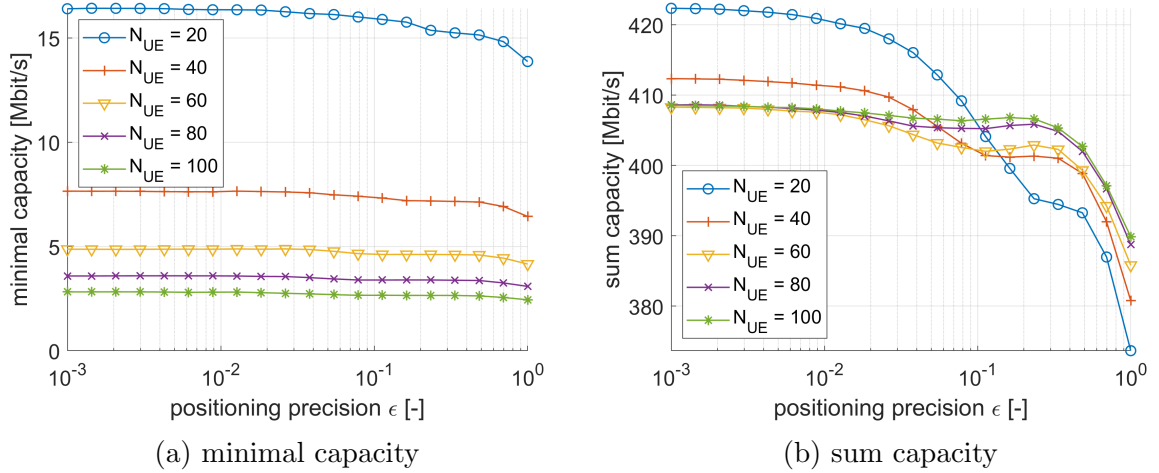 15
10
5
0
minimal capacity [Mbit/s]
N_UE = 20
N_UE = 40
N_UE = 60
N_UE = 80
N_UE = 100
10^-3
10^-2
10^-1
10^0
positioning precision ϵ [-]
(a) minimal capacity
420
410
400
390
380
sum capacity [Mbit/s]
N_UE = 20
N_UE = 40
N_UE = 60
N_UE = 80
N_UE = 100
10^-3
10^-2
10^-1
10^0
positioning precision ϵ [-]
(b) sum capacity